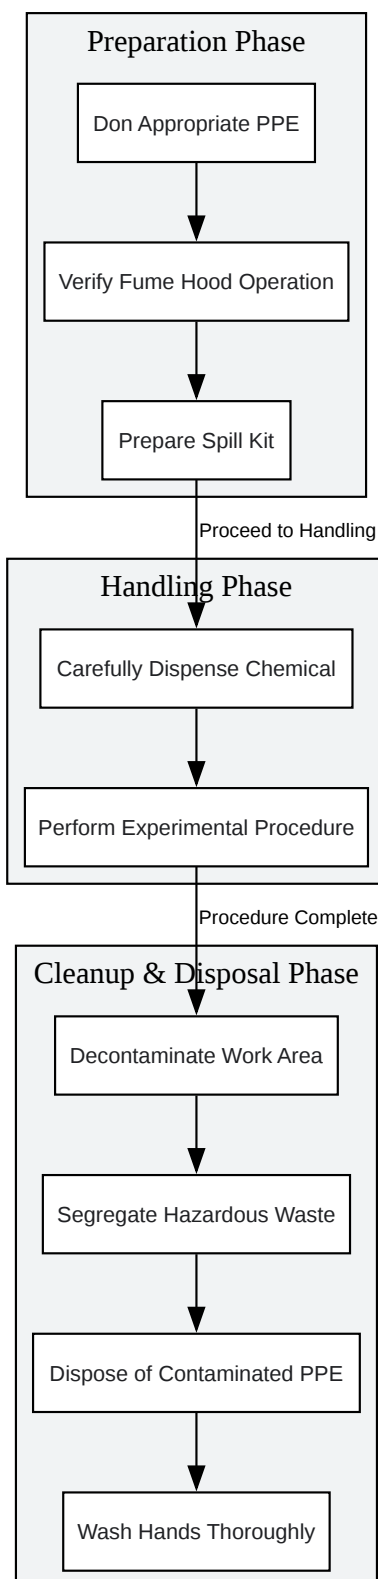 Preparation Phase
Don Appropriate PPE
Verify Fume Hood Operation
Prepare Spill Kit
Proceed to Handling
Handling Phase
Carefully Dispense Chemical
Perform Experimental Procedure
Procedure Complete
Cleanup & Disposal Phase
Decontaminate Work Area
Segregate Hazardous Waste
Dispose of Contaminated PPE
Wash Hands Thoroughly